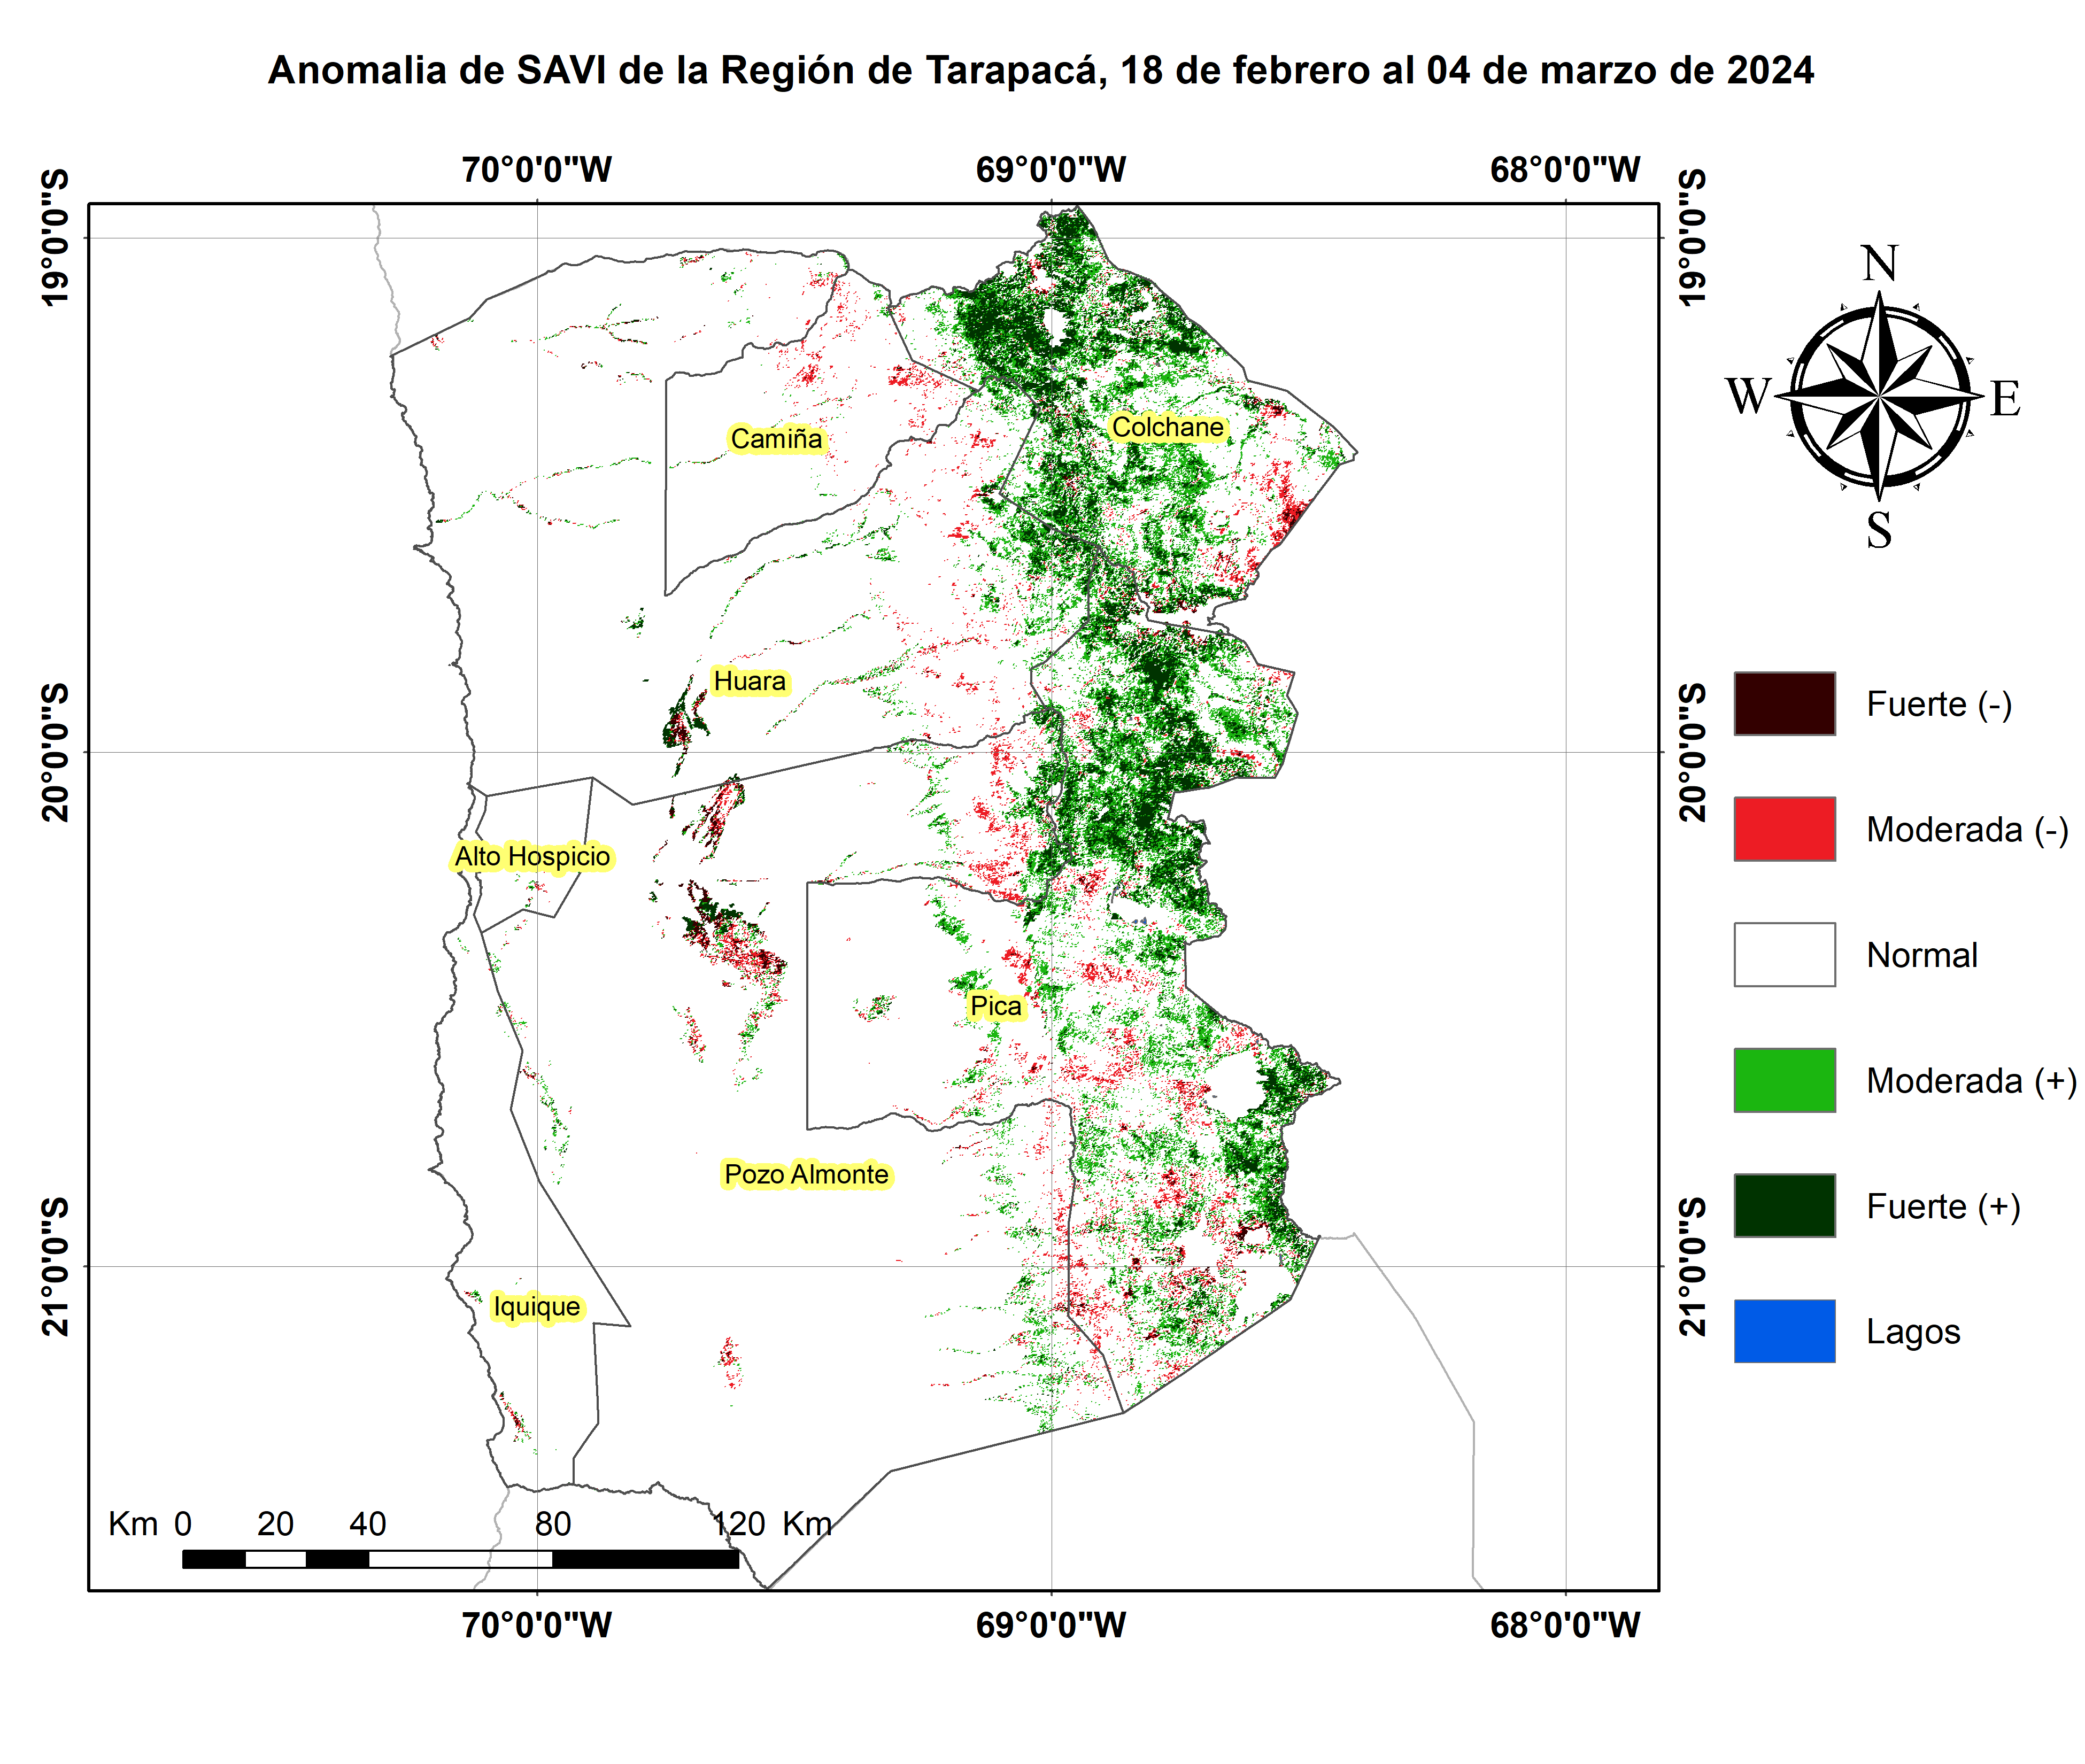 Anomalia de SAVI de la Región de Tarapacá, 18 de febrero al 04 de marzo de 2024
70°0'0"W 69°0'0"W 68°0'0"W
19°0'0"S 19°0'0"S
N
W E
S
Colchane
Camiña
Huara
20°0'0"S 20°0'0"S
Alto Hospicio
Pica
Pozo Almonte
21°0'0"S 21°0'0"S
Iquique
Fuerte (-)
Moderada (-)
Normal
Moderada (+)
Fuerte (+)
Lagos
Km 0 20 40 80 120 Km
70°0'0"W 69°0'0"W 68°0'0"W